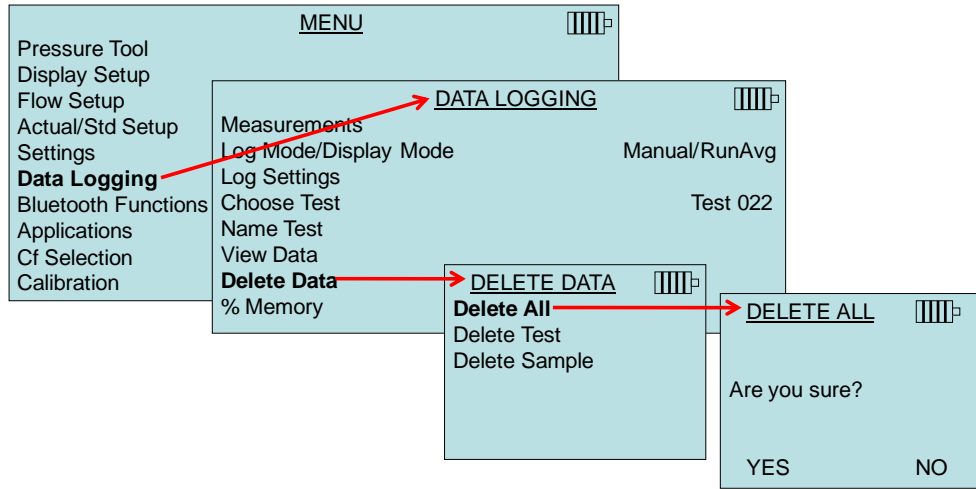 MENU
Pressure Tool
Display Setup
Flow Setup
Actual/Std Setup
Settings
Data Logging
Bluetooth Functions
Applications
Cf Selection
Calibration
DATA LOGGING
Measurements
Log Mode/Display Mode Manual/RunAvg
Log Settings
Choose Test Test 022
Name Test
View Data
Delete Data
% Memory
DELETE DATA
Delete All
Delete Test
Delete Sample
DELETE ALL
Are you sure?
YES NO